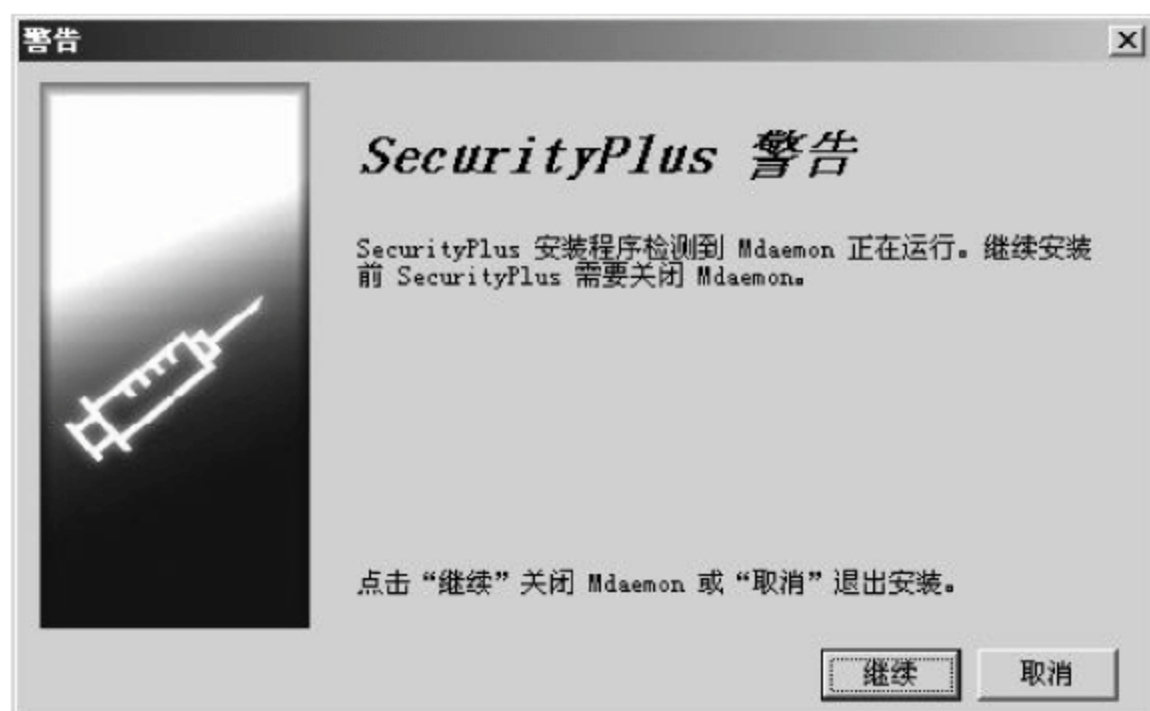 警告
SecurityPlus 警告
SecurityPlus 安装程序检测到 Mdaemon 正在运行。继续安装
前 SecurityPlus 需要关闭 Mdaemon。
点击“继续”关闭 Mdaemon 或“取消”退出安装。
继续 取消